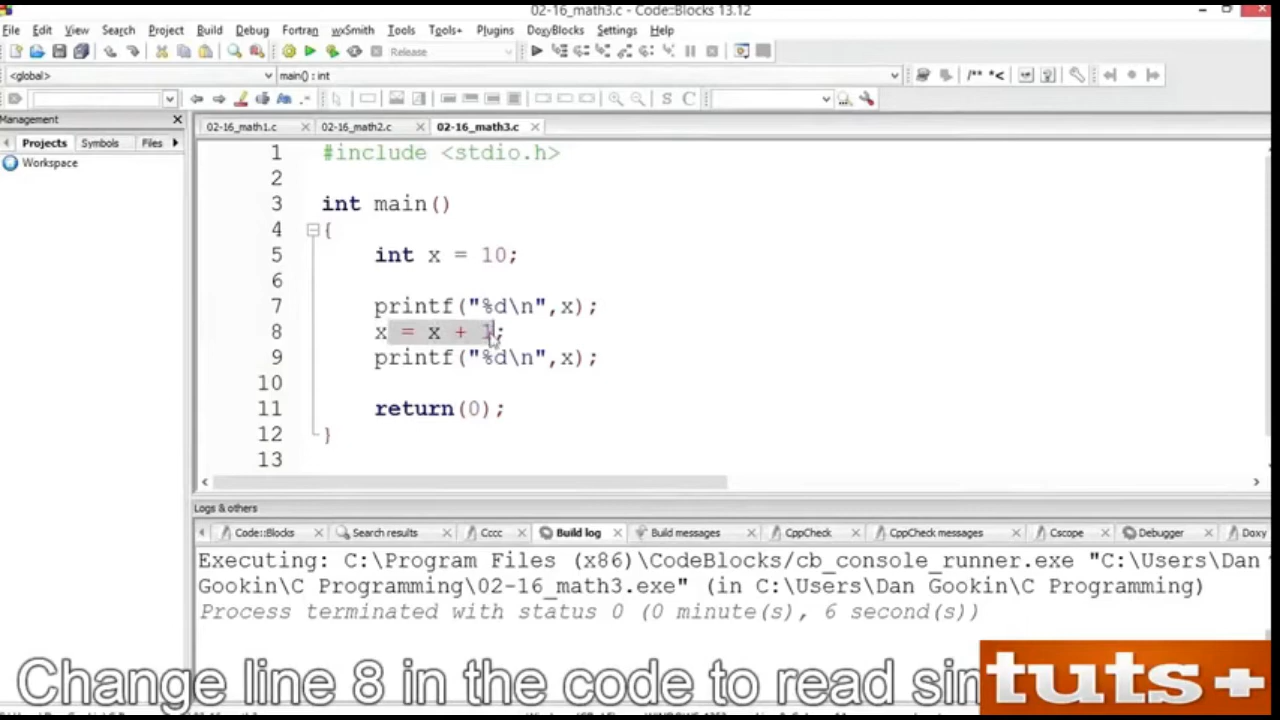 02-16_math3.c - Code::Blocks 13.12
File Edit View Search Project Build Debug Fortran wxSmith Tools Tools+ Plugins DoxyBlocks Settings Help
Release
<global> main() : int
/** *<
S C
Management
Projects Symbols Files
Workspace
02-16_math1.c 02-16_math2.c 02-16_math3.c
1 #include <stdio.h>
2
3 int main()
4 {
5 int x = 10;
6
7 printf("%d\n",x);
8 x = x + 1;
9 printf("%d\n",x);
10
11 return(0);
12 }
13
Logs & others
Code::Blocks Search results Cccc Build log Build messages CppCheck CppCheck messages Cscope Debugger Doxy
Executing: C:\Program Files (x86)\CodeBlocks/cb_console_runner.exe "C:\Users\Dan
Gookin\C Programming\02-16_math3.exe" (in C:\Users\Dan Gookin\C Programming)
Process terminated with status 0 (0 minute(s), 6 second(s))
Change line 8 in the code to read sim
tuts+